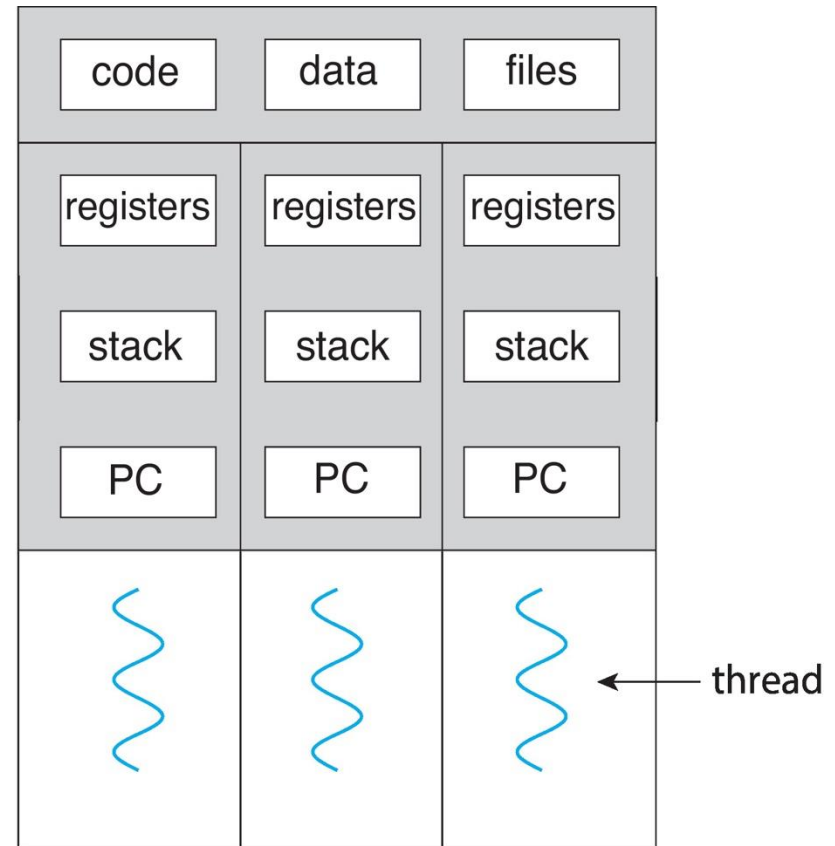 code data files
registers registers registers
stack stack stack
PC PC PC
thread